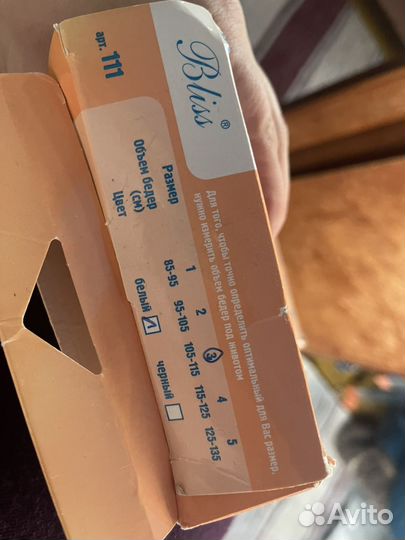 Bliss®
арт. 111
Для того, чтобы точно определить оптимальный для Вас размер,
нужно измерить объем бедер под животом
Размер 1 2 3 4 5
Объем бедер 85-95 95-105 105-115 115-125 125-135
(см)
Цвет белый черный
Avito